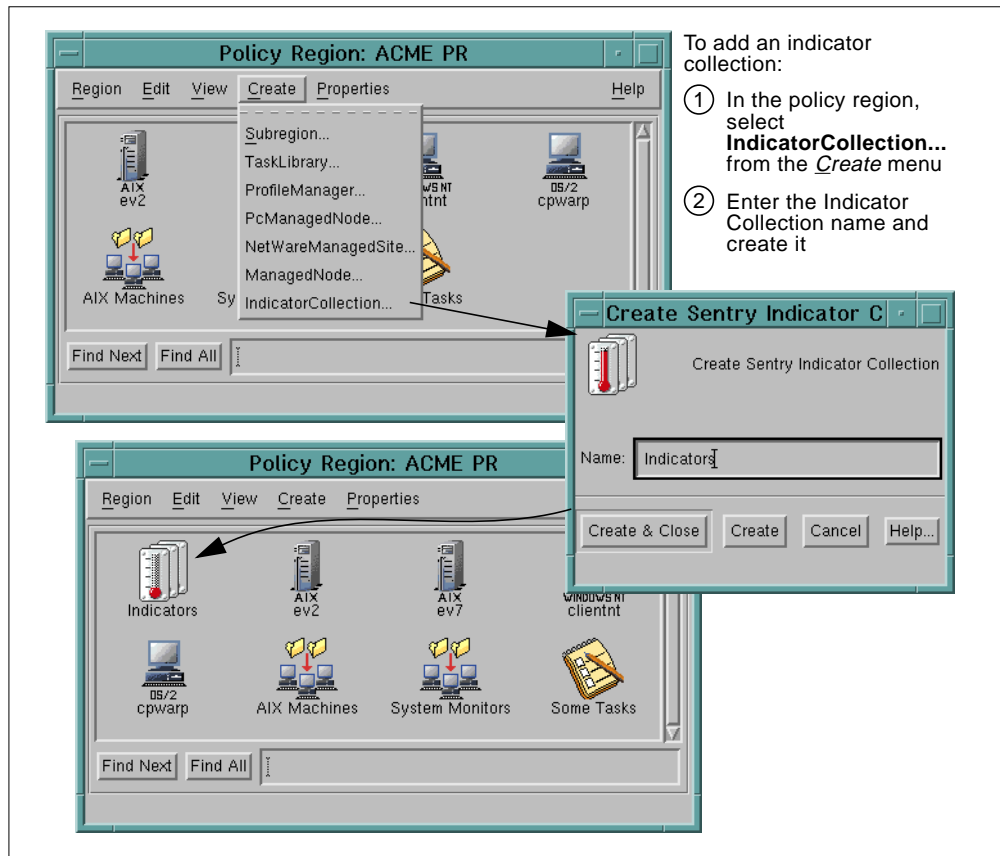 Policy Region: ACME PR
Region Edit View Create Properties Help
Subregion...
TaskLibrary...
ProfileManager...
PcManagedNode...
NetWareManagedSite...
ManagedNode...
IndicatorCollection...
AIX
ev2
OS/2
cpwarp
AIX Machines
Tasks
Find Next Find All
To add an indicator
collection:
1 In the policy region,
select
IndicatorCollection...
from the Create menu
2 Enter the Indicator
Collection name and
create it
Create Sentry Indicator C
Create Sentry Indicator Collection
Name: Indicators
Create & Close Create Cancel Help...
Policy Region: ACME PR
Region Edit View Create Properties
Indicators
AIX
ev2
AIX
ev7
WINDOWS NT
clientnt
OS/2
cpwarp
AIX Machines
System Monitors
Some Tasks
Find Next Find All